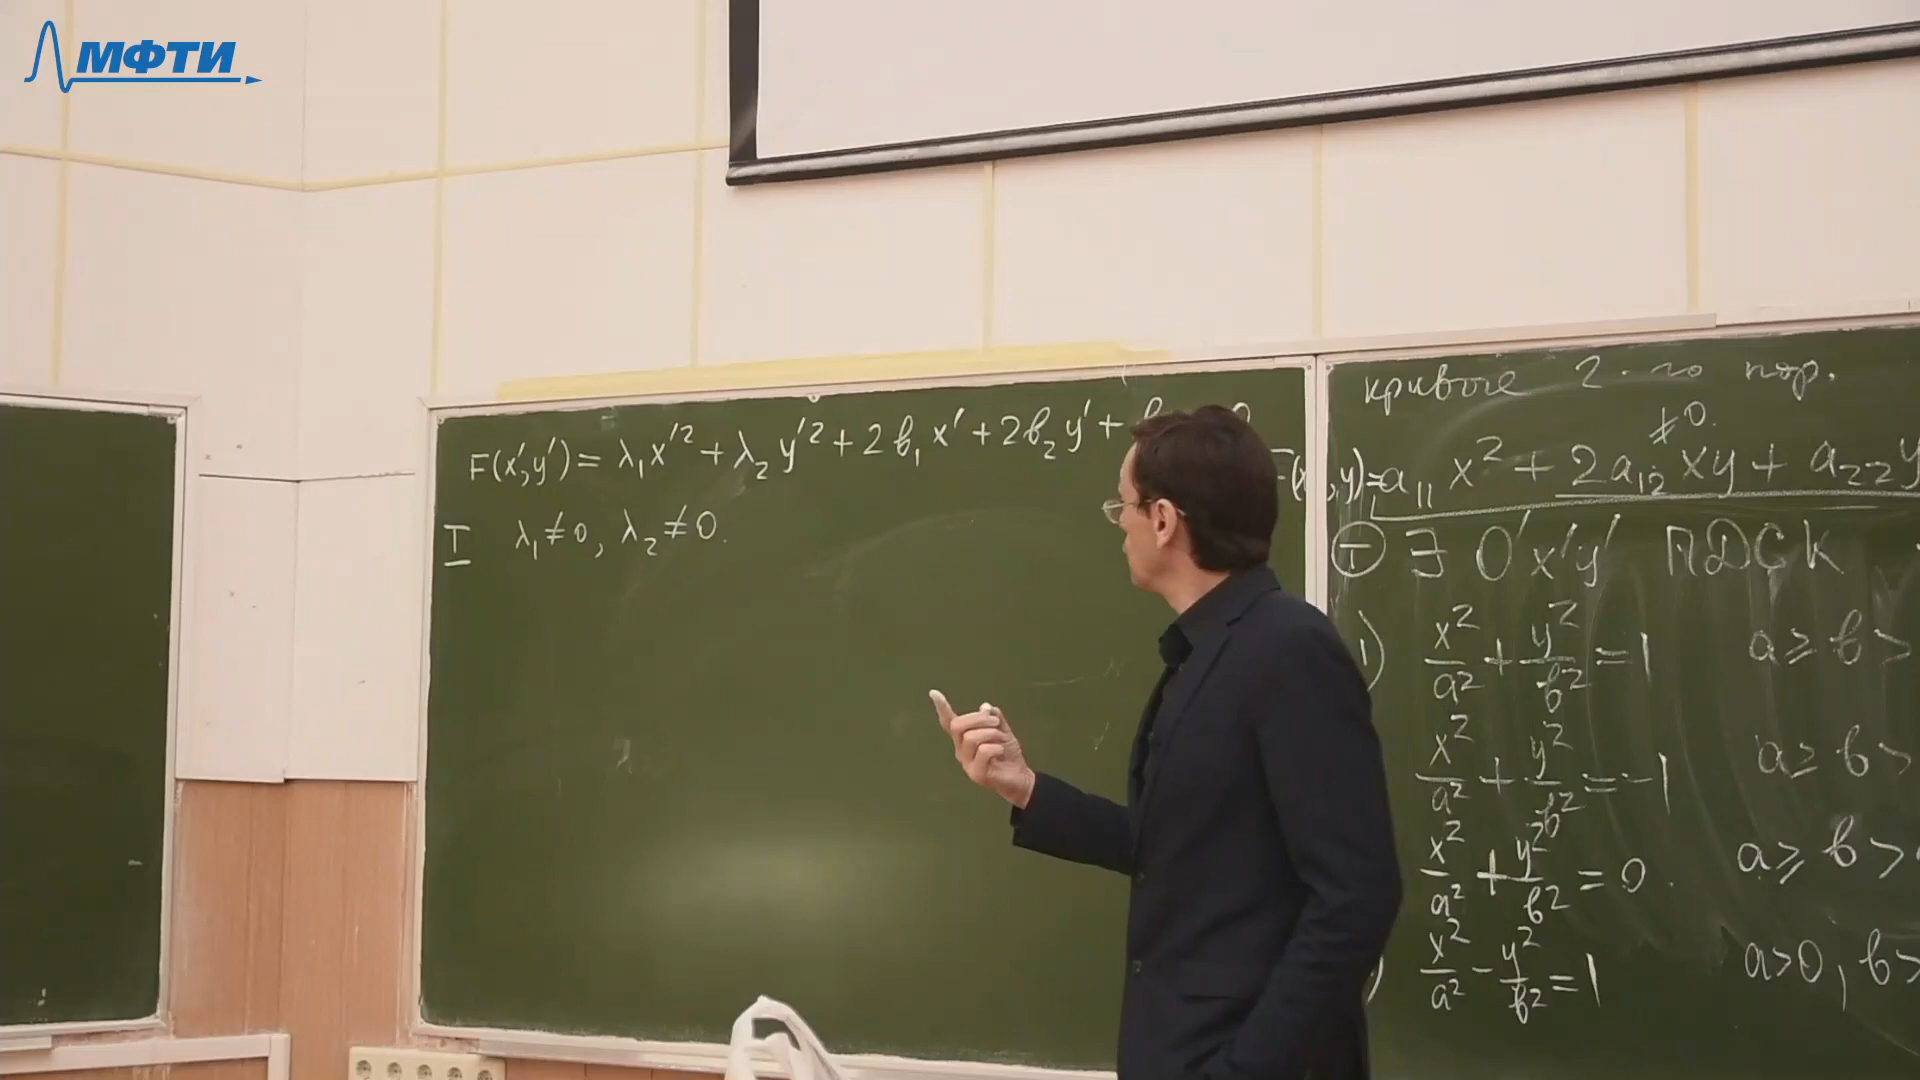 МФТИ
F(x',y') = λ₁x'² + λ₂y'² + 2b₁x' + 2b₂y' +
I λ₁≠0, λ₂≠0.
кривые 2-го пор.
≠0.
,y)=a₁₁x² + 2a₁₂xy + a₂₂y
I ∃ O'x'y' ПДСК
1) x²/a² + y²/b² = 1 a ≥ b >
x²/a² + y²/b² = -1 a ≥ b >
x²/a² + y²/b² = 0. a ≥ b >
) x²/a² - y²/b² = 1 a>0, b>